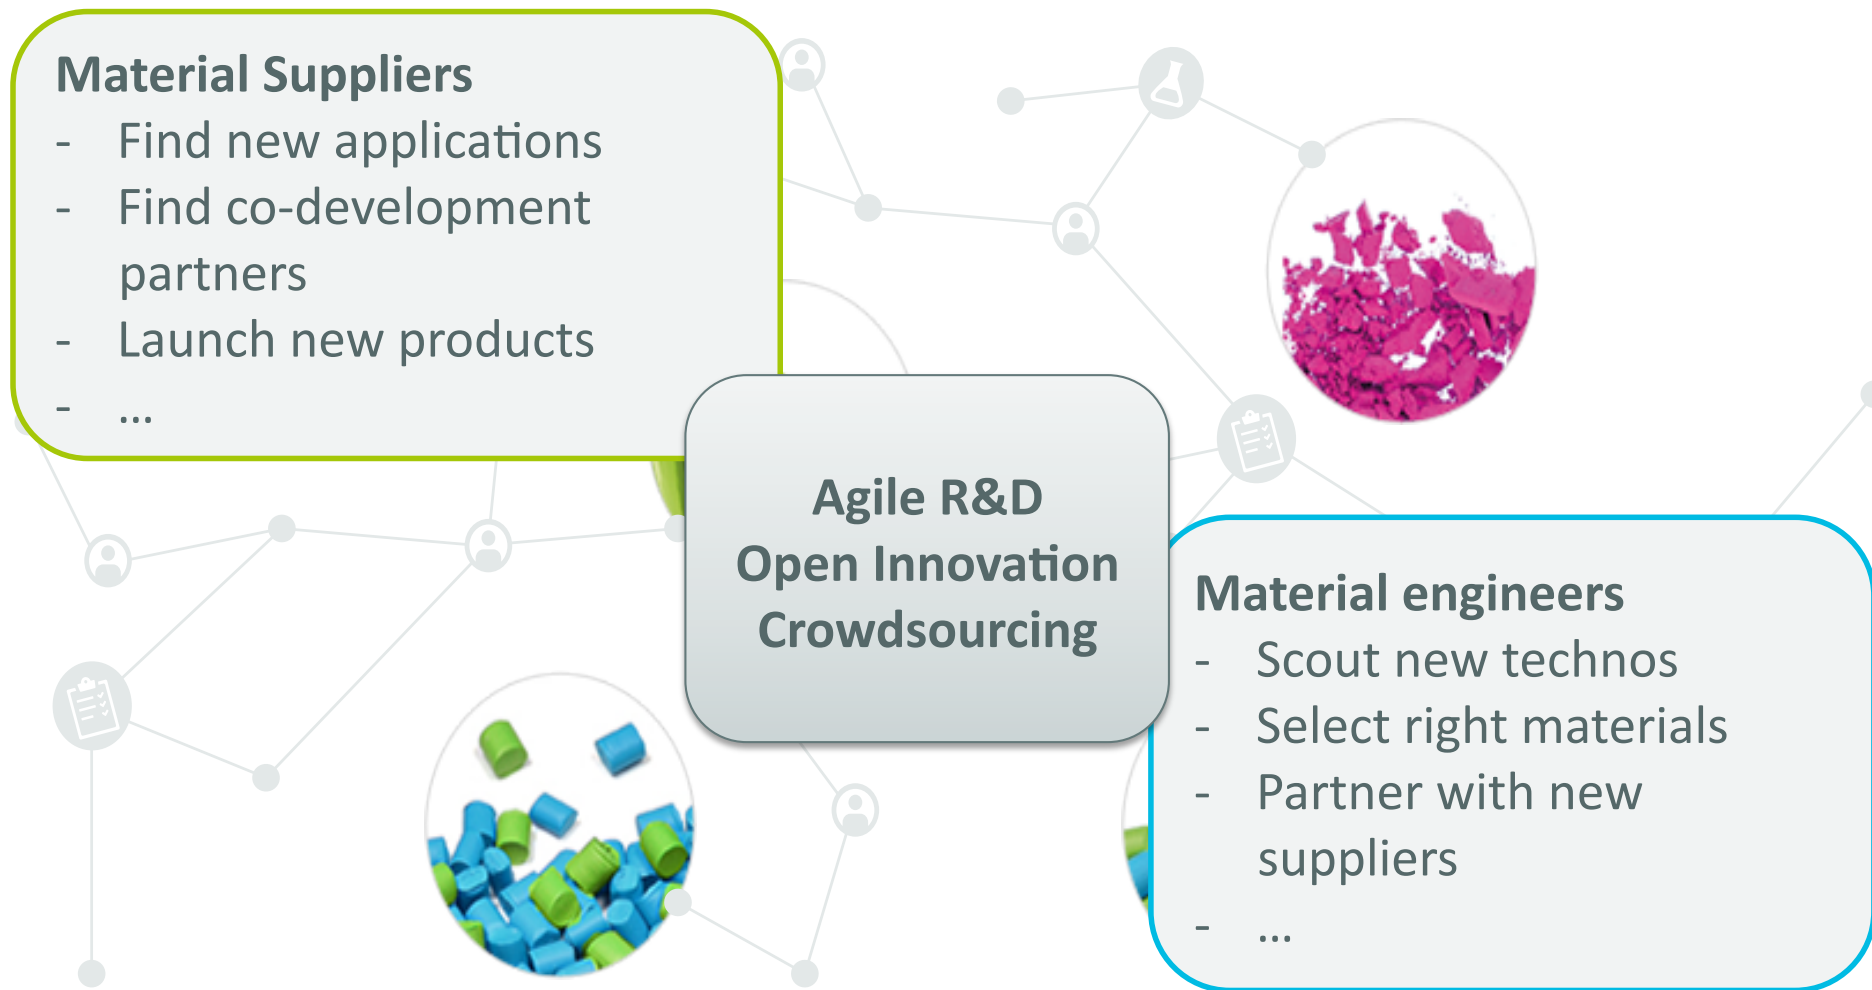 Material Suppliers
- Find new applications
- Find co-development
partners
- Launch new products
- ...
Agile R&D
Open Innovation
Crowdsourcing
Material engineers
- Scout new technos
- Select right materials
- Partner with new
suppliers
- ...